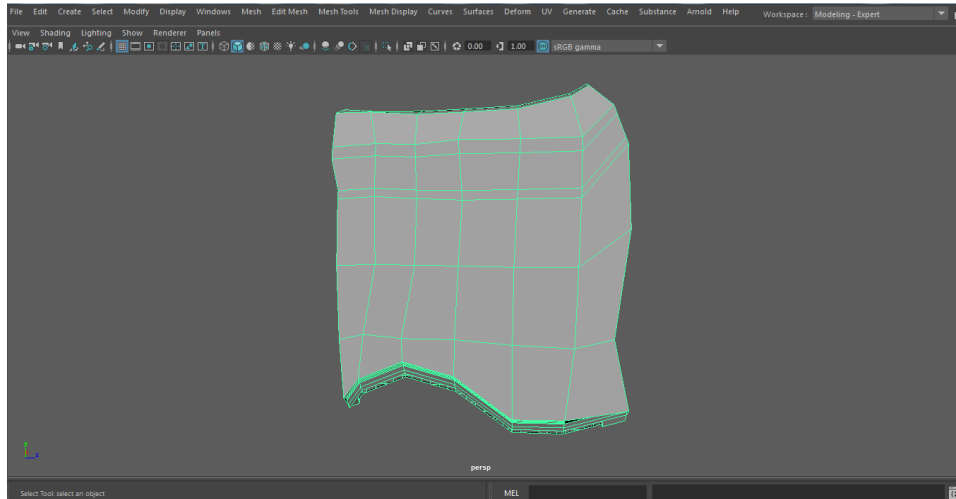 File Edit Create Select Modify Display Windows Mesh Edit Mesh Mesh Tools Mesh Display Curves Surfaces Deform UV Generate Cache Substance Arnold Help Workspace : Modeling - Expert
View Shading Lighting Show Renderer Panels
0.00 1.00 sRGB gamma
persp
Select Tool: select an object MEL